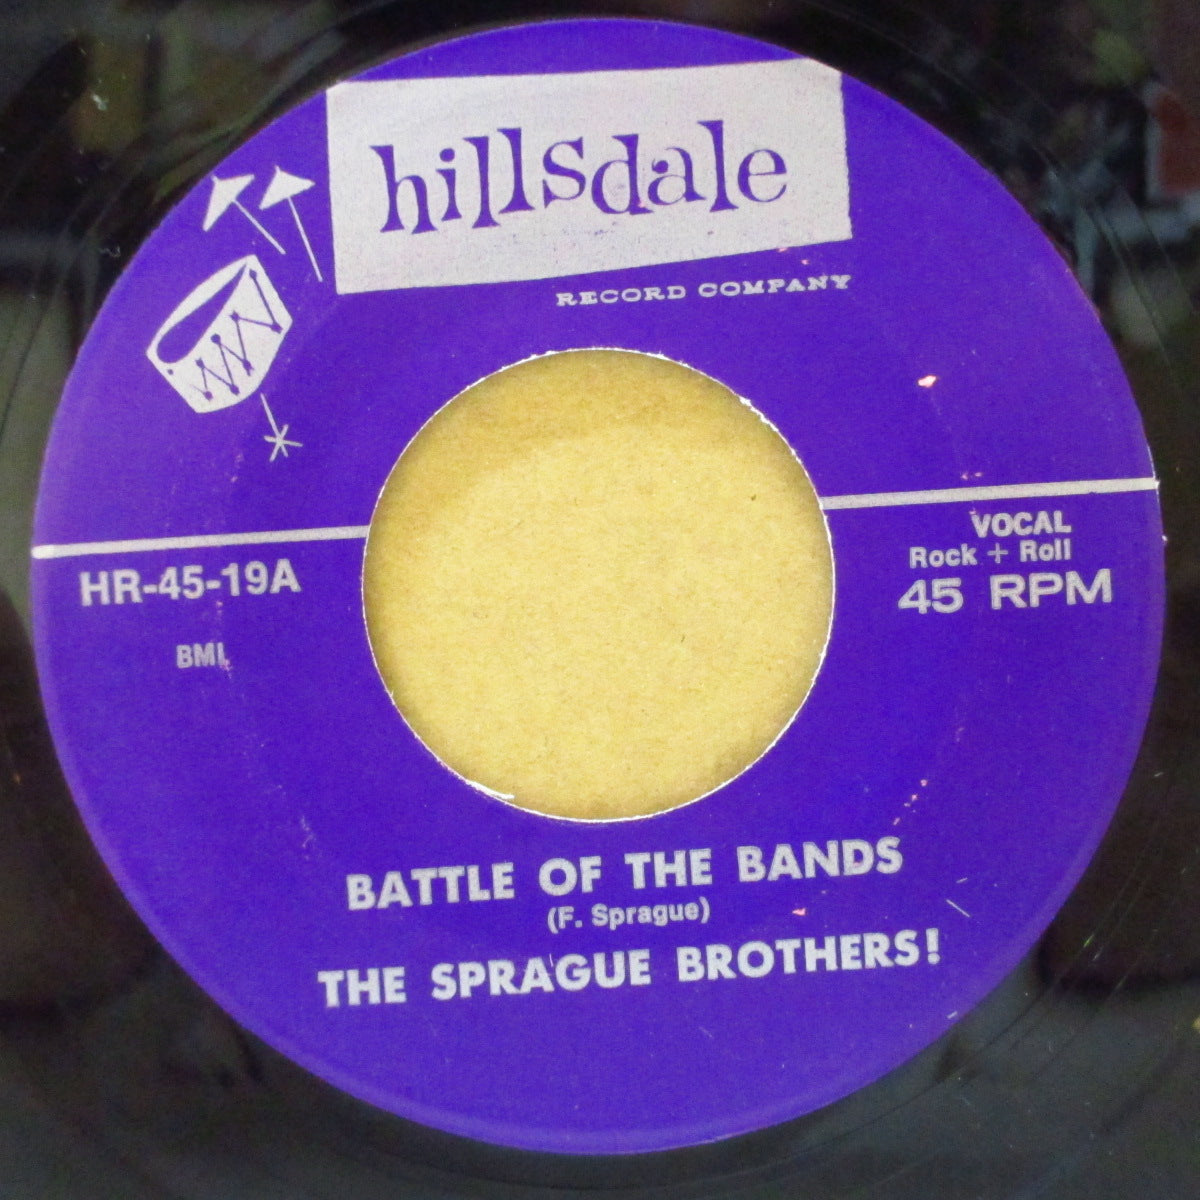 hillsdale
RECORD COMPANY
VOCAL
Rock + Roll
45 RPM
HR-45-19A
BMI
BATTLE OF THE BANDS
(F. Sprague)
THE SPRAGUE BROTHERS!